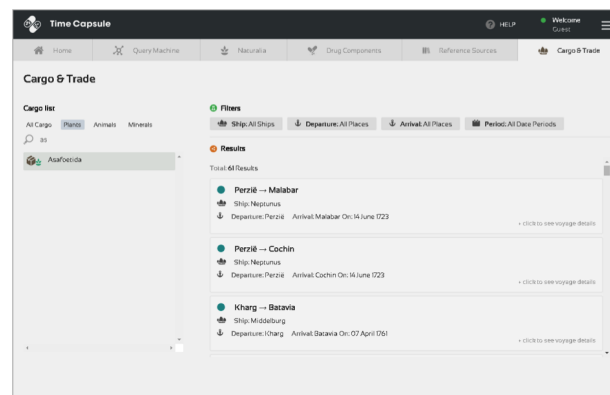 Time Capsule
HELP
Welcome
Guest
Home
Query Machine
Naturalia
Drug Components
Reference Sources
Cargo & Trade
Cargo & Trade
Cargo list
All Cargo Plants Animals Minerals
as
Asafoetida
Filters
Ship: All Ships
Departure: All Places
Arrival: All Places
Period: All Date Periods
Results
Total: 61 Results
Perzië → Malabar
Ship: Neptunus
Departure: Perzië Arrival: Malabar On: 14 June 1723
› click to see voyage details
Perzië → Cochin
Ship: Neptunus
Departure: Perzië Arrival: Cochin On: 14 June 1723
› click to see voyage details
Kharg → Batavia
Ship: Middelburg
Departure: Kharg Arrival: Batavia On: 07 April 1761
› click to see voyage details